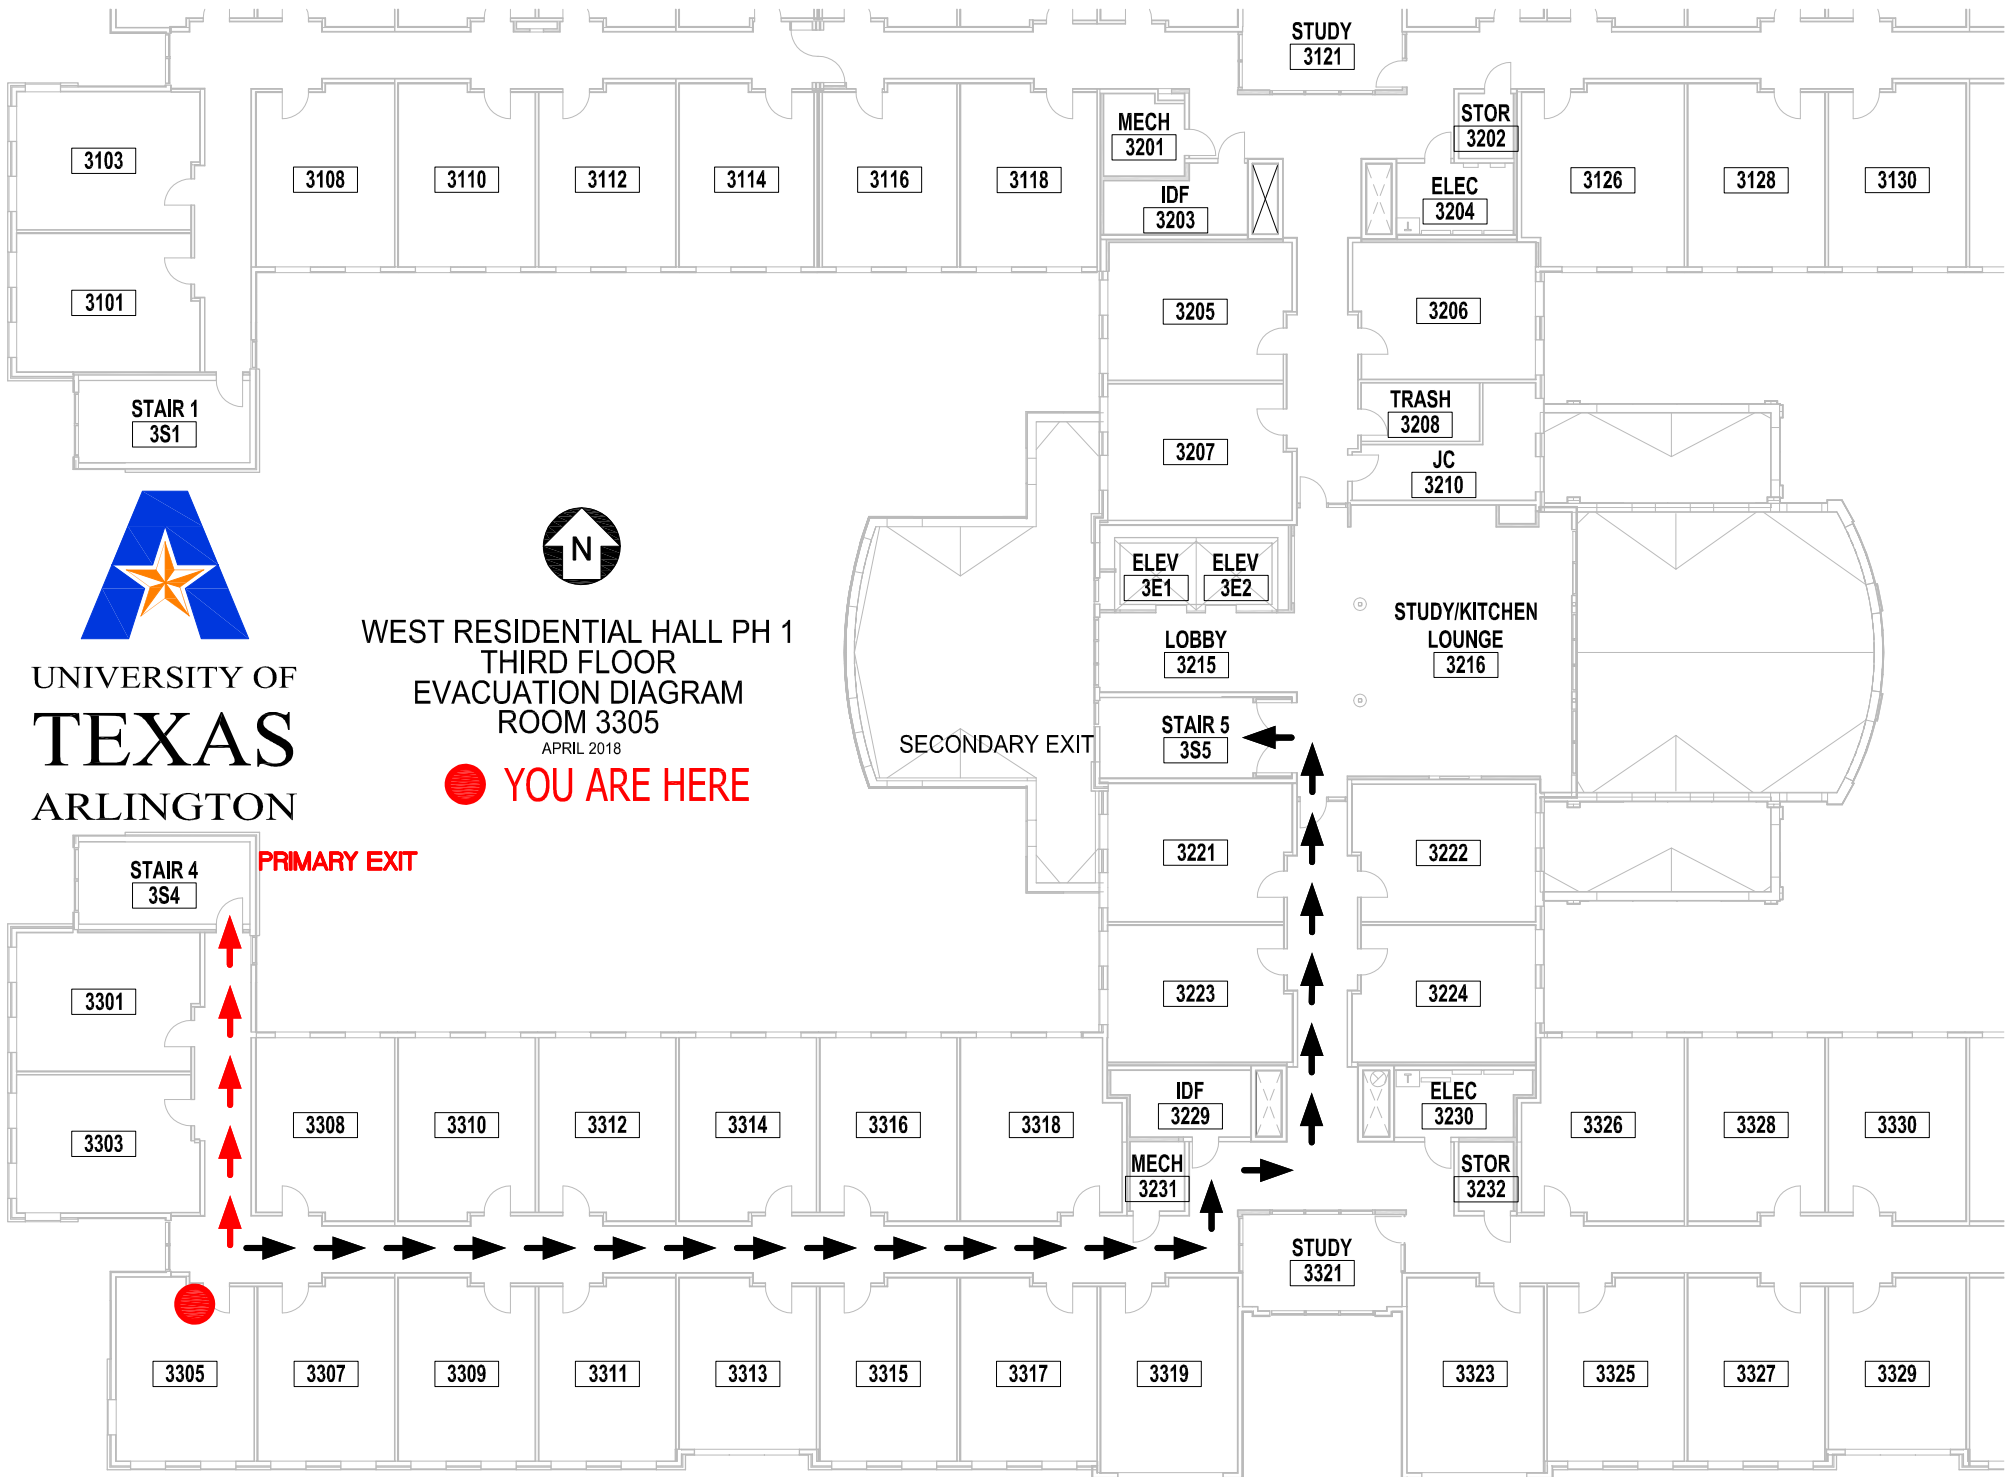 STUDY
3121
MECH
3201
STOR
3202
3103
3108
3110
3112
3114
3116
3118
IDF
3203
ELEC
3204
3126
3128
3130
3101
3205
3206
STAIR 1
3S1
TRASH
3208
3207
JC
3210
N
ELEV
3E1
ELEV
3E2
WEST RESIDENTIAL HALL PH 1
THIRD FLOOR
EVACUATION DIAGRAM
ROOM 3305
APRIL 2018
YOU ARE HERE
UNIVERSITY OF
TEXAS
ARLINGTON
LOBBY
3215
STUDY/KITCHEN
LOUNGE
3216
SECONDARY EXIT
STAIR 5
3S5
PRIMARY EXIT
STAIR 4
3S4
3221
3222
3301
3223
3224
3303
3308
3310
3312
3314
3316
3318
IDF
3229
T
ELEC
3230
3326
3328
3330
MECH
3231
STOR
3232
STUDY
3321
3305
3307
3309
3311
3313
3315
3317
3319
3323
3325
3327
3329